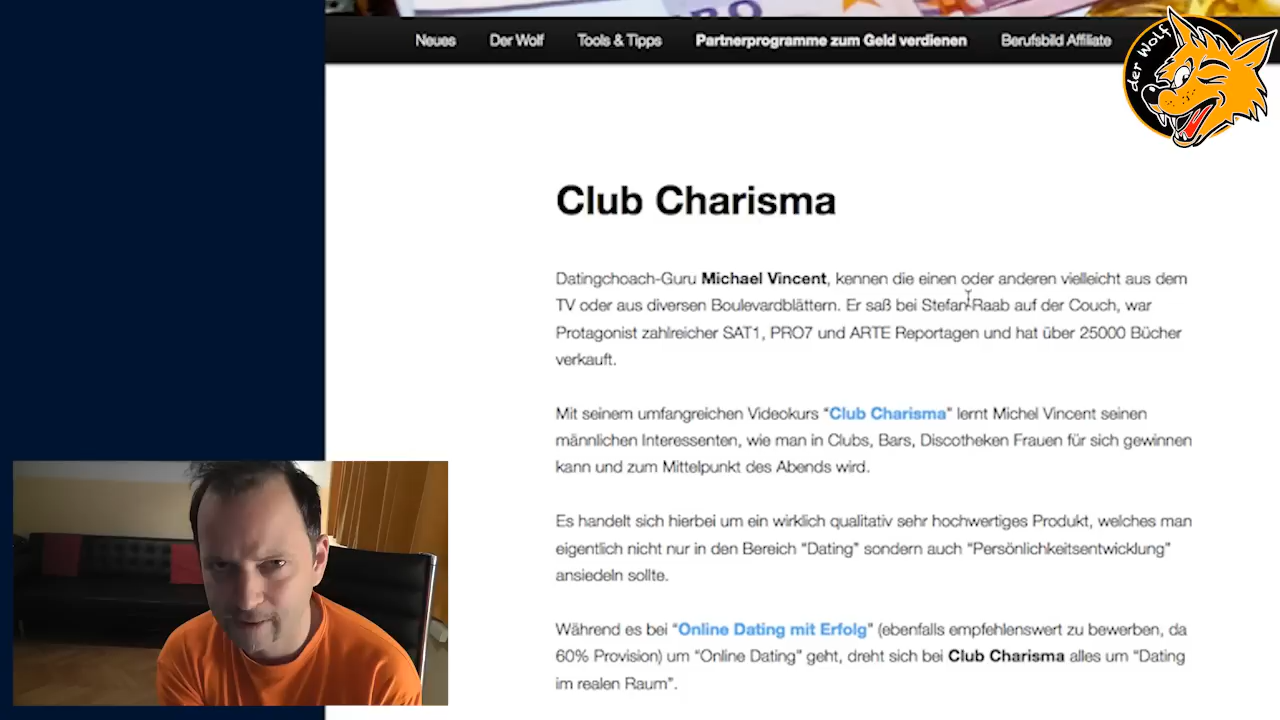 Neues Der Wolf Tools & Tipps Partnerprogramme zum Geld verdienen Berufsbild Affiliate
der Wolf
Club Charisma
Datingchoach-Guru Michael Vincent, kennen die einen oder anderen vielleicht aus dem
TV oder aus diversen Boulevardblättern. Er saß bei Stefan Raab auf der Couch, war
Protagonist zahlreicher SAT1, PRO7 und ARTE Reportagen und hat über 25000 Bücher
verkauft.
Mit seinem umfangreichen Videokurs “Club Charisma” lernt Michel Vincent seinen
männlichen Interessenten, wie man in Clubs, Bars, Discotheken Frauen für sich gewinnen
kann und zum Mittelpunkt des Abends wird.
Es handelt sich hierbei um ein wirklich qualitativ sehr hochwertiges Produkt, welches man
eigentlich nicht nur in den Bereich “Dating” sondern auch “Persönlichkeitsentwicklung”
ansiedeln sollte.
Während es bei “Online Dating mit Erfolg” (ebenfalls empfehlenswert zu bewerben, da
60% Provision) um “Online Dating” geht, dreht sich bei Club Charisma alles um “Dating
im realen Raum”.